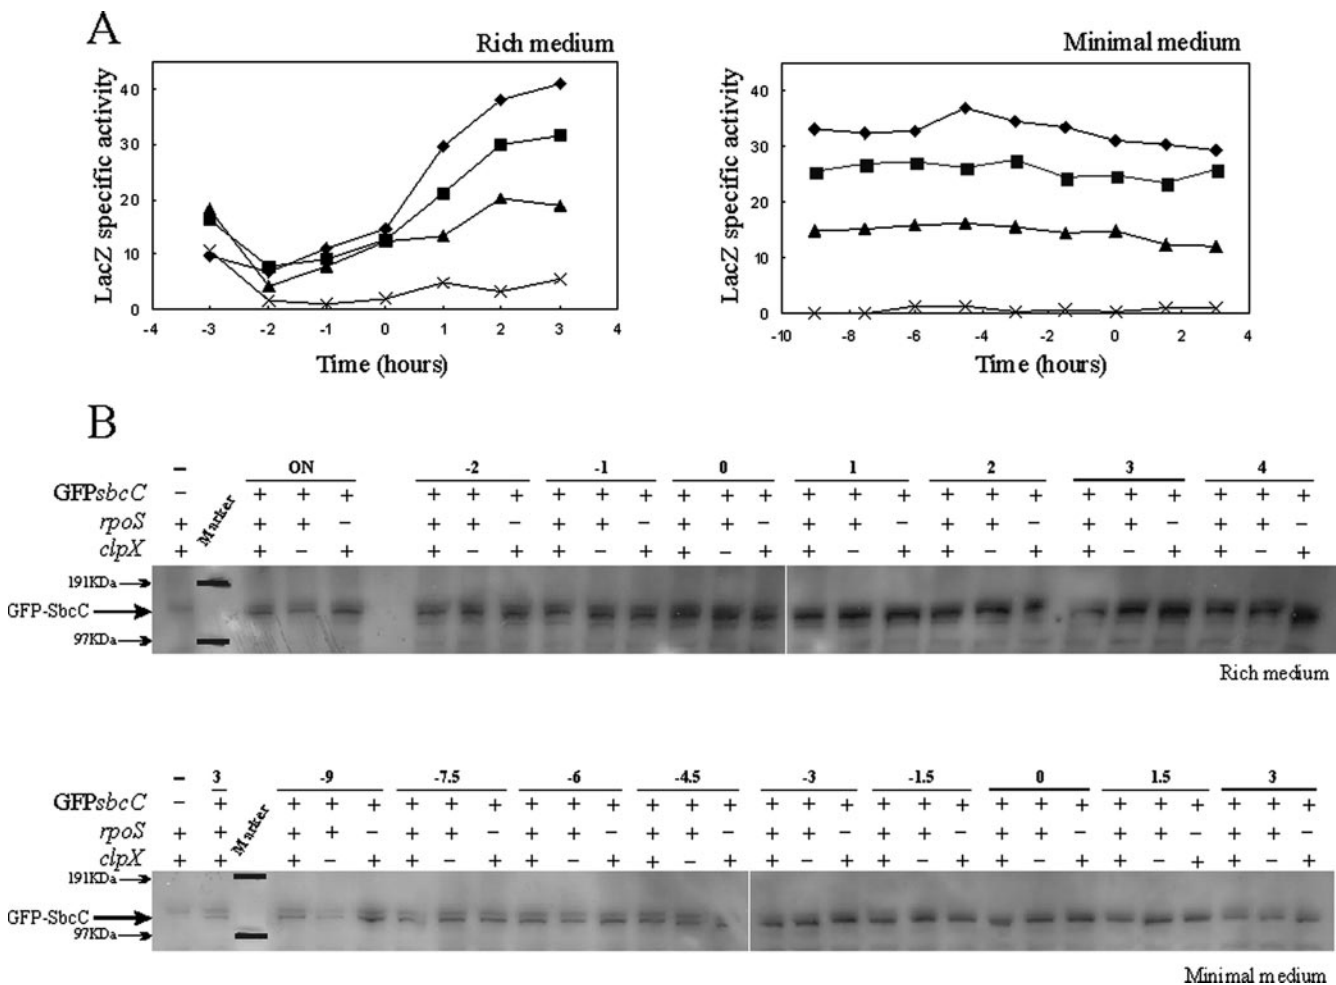 A
Rich medium
LacZ specific activity
40
30
20
10
0
-4 -3 -2 -1 0 1 2 3 4
Time (hours)
Minimal medium
LacZ specific activity
40
30
20
10
0
-10 -8 -6 -4 -2 0 2 4
Time (hours)
B
– ON -2 -1 0 1 2 3 4
GFPsbcC – + + + + + + + + + + + + + + + + + + + + + + + +
Marker
rpoS + + + – + + – + + – + + – + + – + + – + + – + + –
clpX + + – + + – + + – + + – + + – + + – + + – + + – +
191KDa
GFP-SbcC
97KDa
Rich medium
– 3 -9 -7.5 -6 -4.5 -3 -1.5 0 1.5 3
GFPsbcC – + + + + + + + + + + + + + + + + + + + + + + + + + + + +
Marker
rpoS + + + + – + + – + + – + + – + + – + + – + + – + + – + + –
clpX + + + – + + – + + – + + – + + – + + – + + – + + – + + – +
191KDa
GFP-SbcC
97KDa
Minimal medium